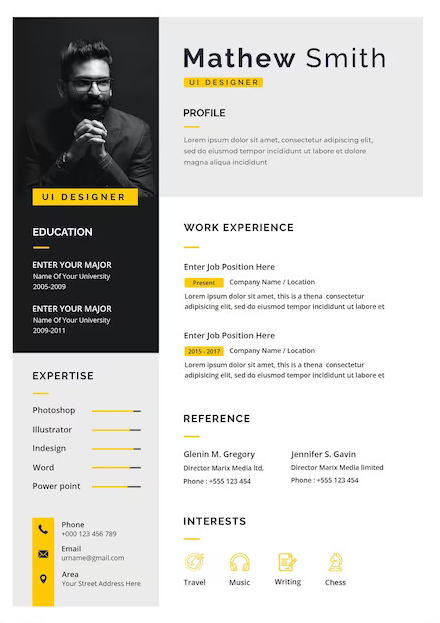 Mathew Smith
UI DESIGNER
PROFILE
Lorem ipsum dolor sit amet, consectetur adipiscing elit,
sed do eiusmod tempor incididunt ut labore et dolore
magna aliqua incididunt
UI DESIGNER
EDUCATION
ENTER YOUR MAJOR
Name Of Your University
2005-2009
ENTER YOUR MAJOR
Name Of Your University
2009-2011
EXPERTISE
Photoshop
Illustrator
Indesign
Word
Power point
Phone
+000 123 456 789
Email
urname@gmail.com
Area
Your Street Address Here
WORK EXPERIENCE
Enter Job Position Here
Present Company Name / Location
Lorem ipsum dolor sit amet, this is a thena consectetur
adipiscing elit, sed do eiusmod tempor incididunt ut labore et
Enter Job Position Here
2015 - 2017 Company Name / Location
Lorem ipsum dolor sit amet, this is a thena consectetur
adipiscing elit, sed do eiusmod tempor incididunt ut labore et
REFERENCE
Glenin M. Gregory
Director Marix Media ltd.
Phone : +555 123 454
Jennifer S. Gavin
Director Marix Media limited
Phone : +555 123 454
INTERESTS
Travel
Music
Writing
Chess